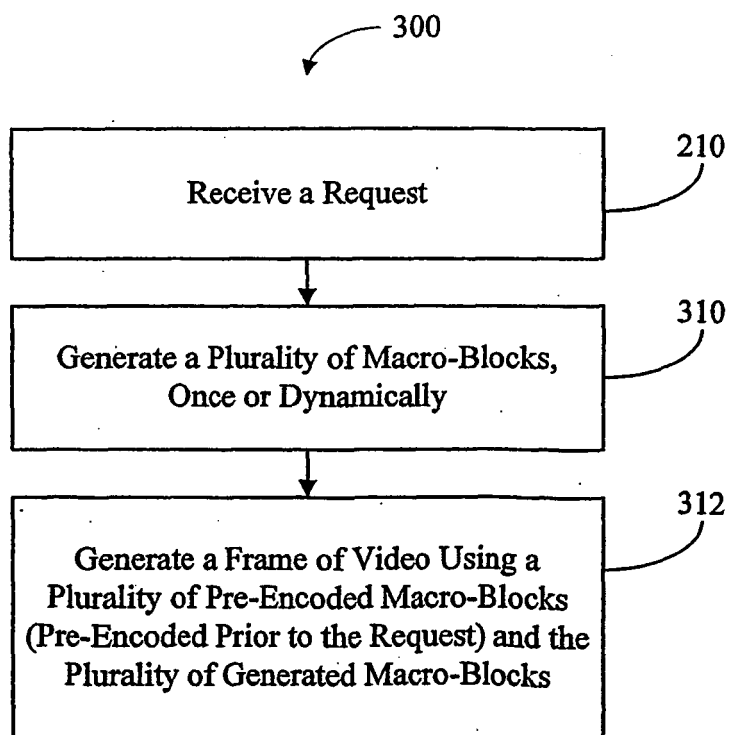 300
210
Receive a Request
310
Generate a Plurality of Macro-Blocks,
Once or Dynamically
312
Generate a Frame of Video Using a
Plurality of Pre-Encoded Macro-Blocks
(Pre-Encoded Prior to the Request) and the
Plurality of Generated Macro-Blocks